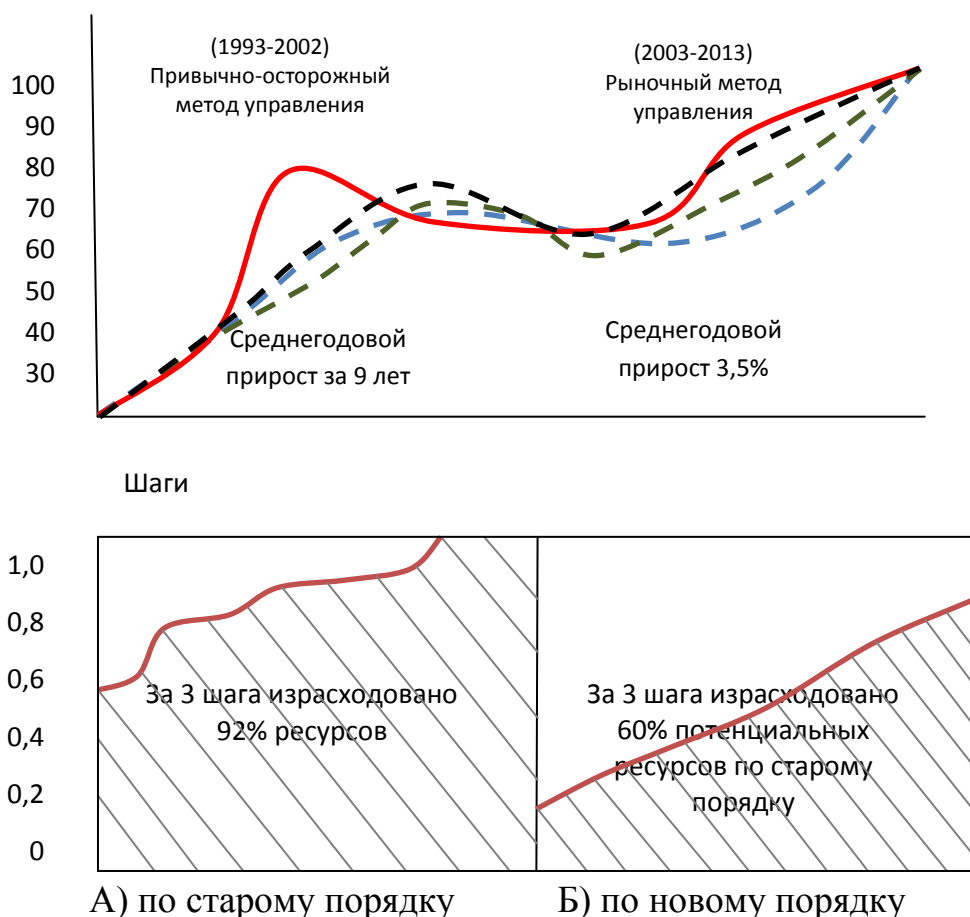 (1993-2002)
Привычно-осторожный
метод управления
(2003-2013)
Рыночный метод
управления
100
90
80
70
60
50
40
30
Среднегодовой
прирост за 9 лет
Среднегодовой
прирост 3,5%
Шаги
1,0
0,8
0,6
0,4
0,2
0
За 3 шага израсходовано
92% ресурсов
За 3 шага израсходовано
60% потенциальных
ресурсов по старому
порядку
А) по старому порядку
Б) по новому порядку